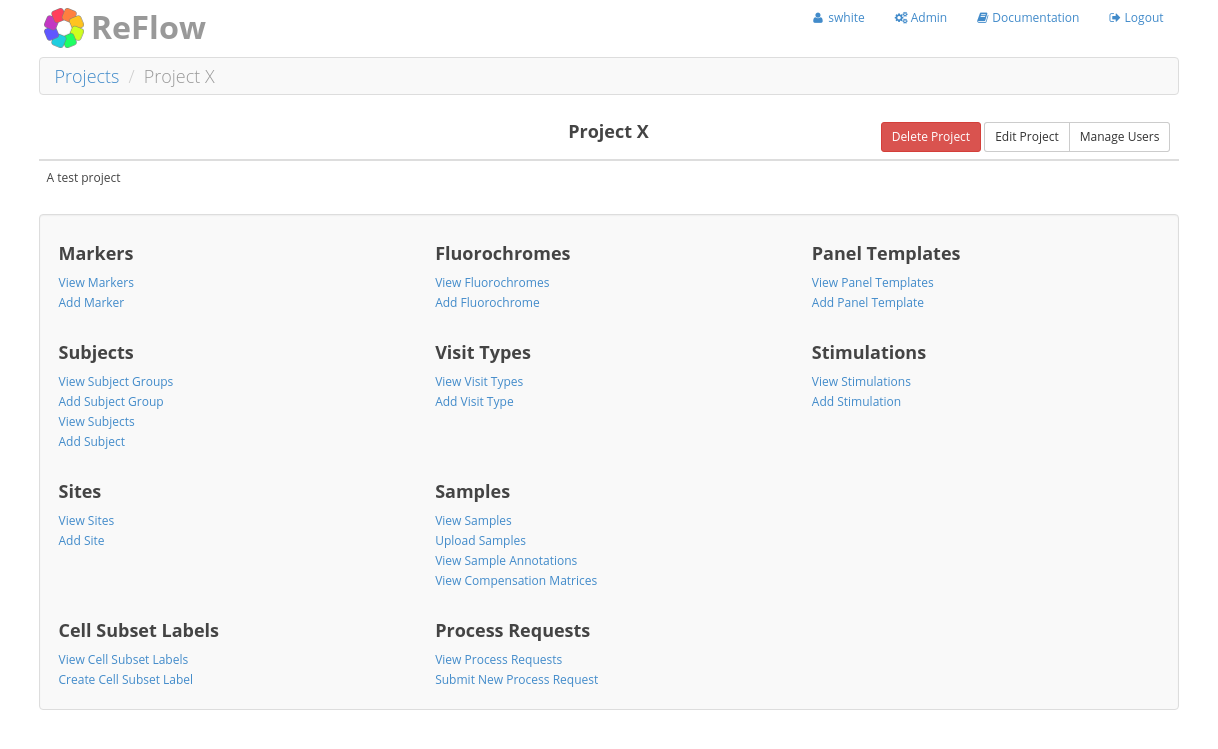 ReFlow
swhite Admin Documentation Logout
Projects / Project X
Project X
Delete Project Edit Project Manage Users
A test project
Markers
View Markers
Add Marker
Fluorochromes
View Fluorochromes
Add Fluorochrome
Panel Templates
View Panel Templates
Add Panel Template
Subjects
View Subject Groups
Add Subject Group
View Subjects
Add Subject
Visit Types
View Visit Types
Add Visit Type
Stimulations
View Stimulations
Add Stimulation
Sites
View Sites
Add Site
Samples
View Samples
Upload Samples
View Sample Annotations
View Compensation Matrices
Cell Subset Labels
View Cell Subset Labels
Create Cell Subset Label
Process Requests
View Process Requests
Submit New Process Request